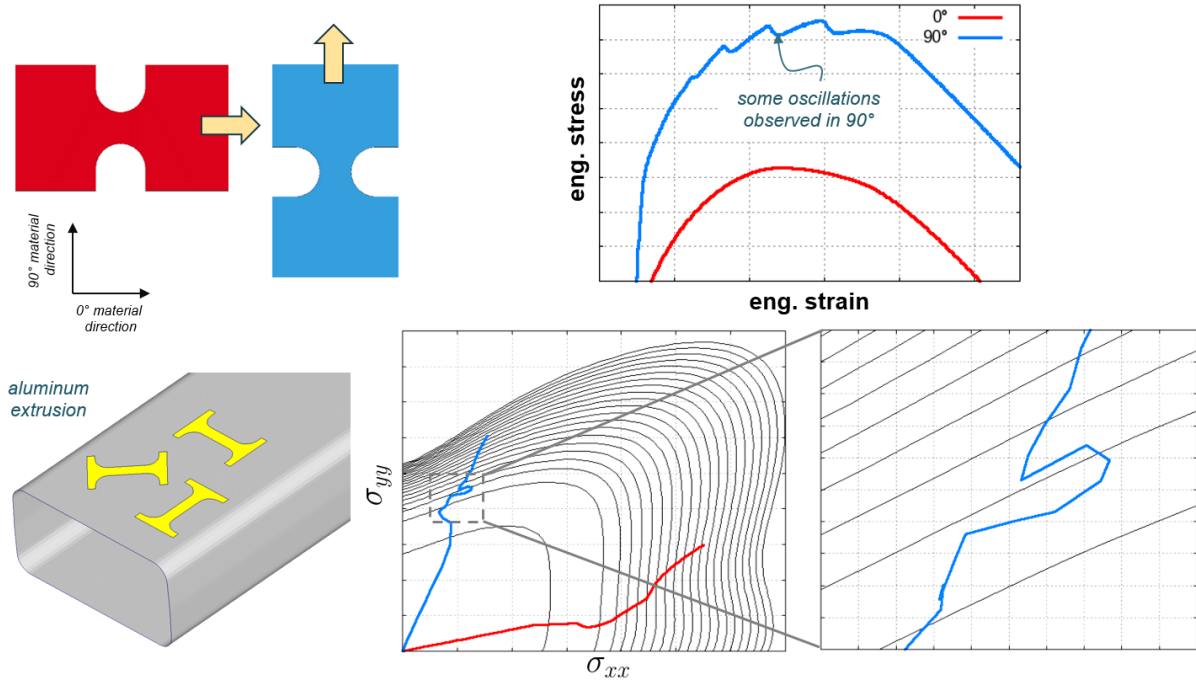 90° material
direction
0° material
direction
eng. stress
0°
90°
some oscillations
observed in 90°
eng. strain
aluminum
extrusion
σyy
σxx